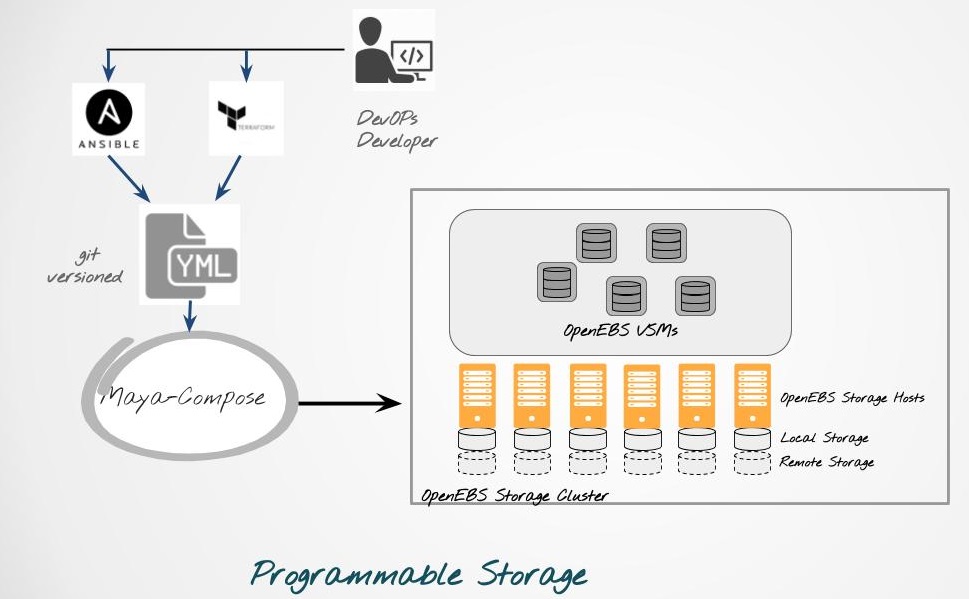 </>
DevOPs
Developer
A
ANSIBLE
TERRAFORM
git
versioned
YML
Maya-Compose
OpenEBS VSMs
OpenEBS Storage Hosts
Local Storage
Remote Storage
OpenEBS Storage Cluster
Programmable Storage